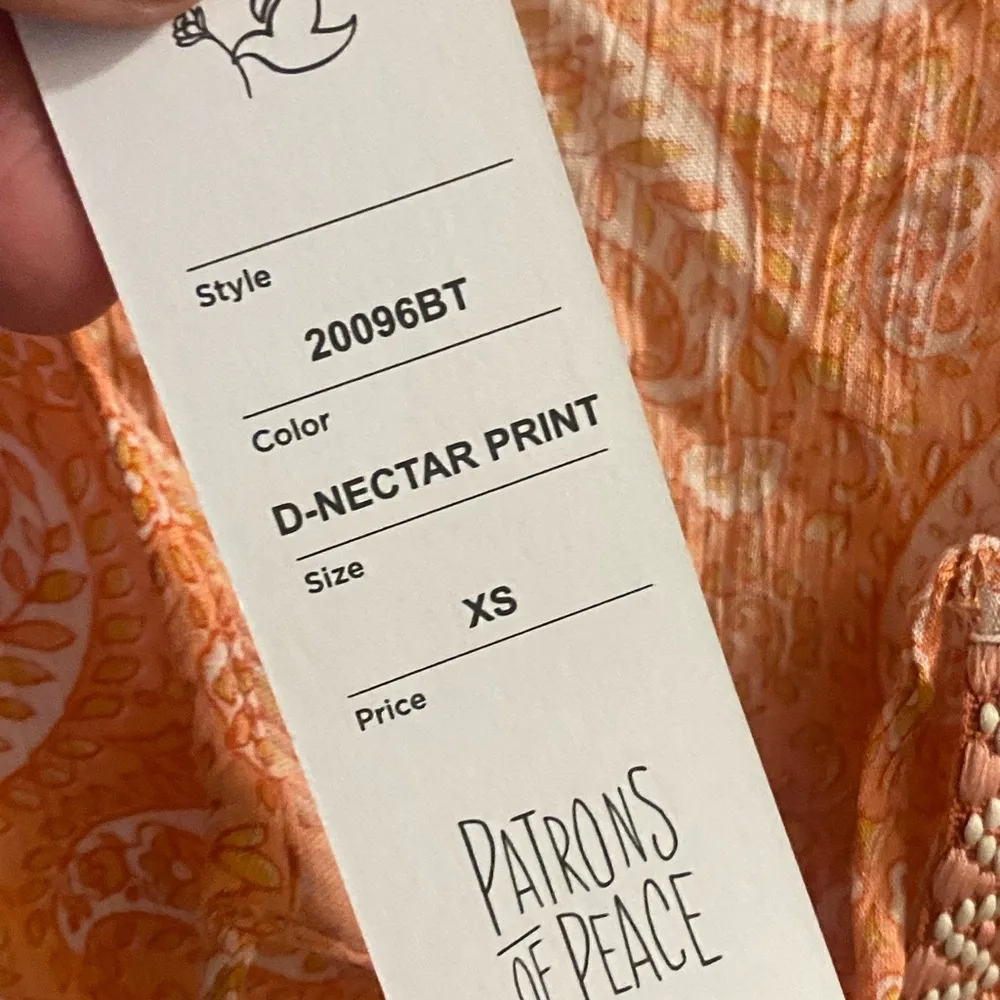 Style
20096BT
Color
D-NECTAR PRINT
Size
XS
Price
PATRONS
OF PEACE